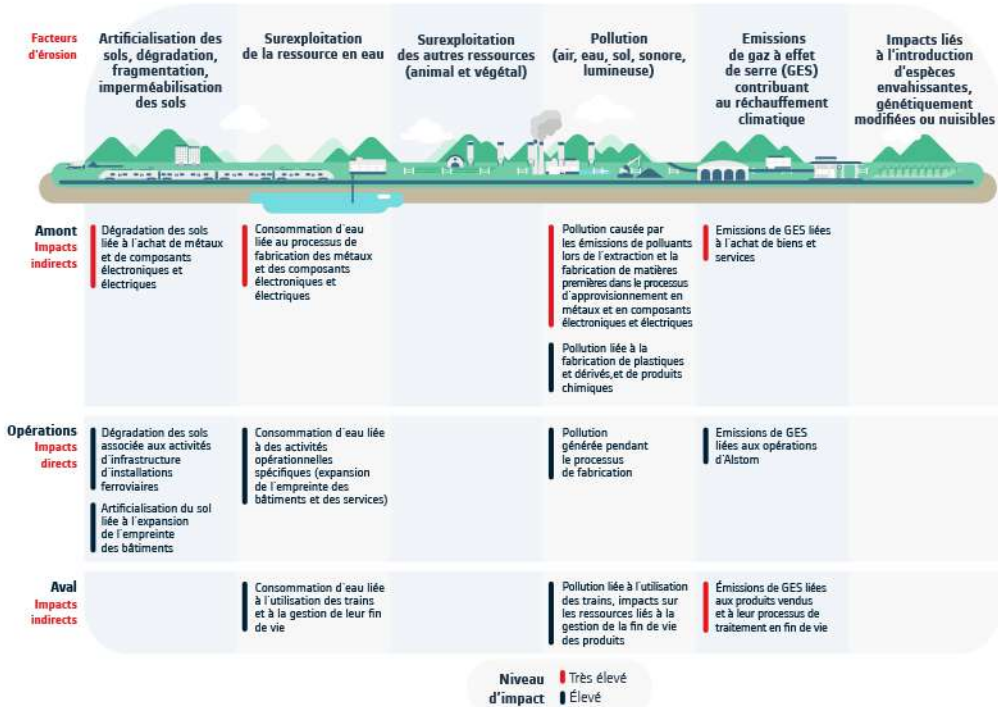 Facteurs
d'érosion
Artificialisation des
sols, dégradation,
fragmentation,
imperméabilisation
des sols
Surexploitation
de la ressource en eau
Surexploitation
des autres ressources
(animal et végétal)
Pollution
(air, eau, sol, sonore,
lumineuse)
Emissions
de gaz à effet
de serre (GES)
contribuant
au réchauffement
climatique
Impacts liés
à l'introduction
d'espèces
envahissantes,
génétiquement
modifiées ou nuisibles
Amont
Impacts
indirects
Dégradation des sols
liée à l'achat de métaux
et de composants
électroniques et
électriques
Consommation d'eau
liée au processus de
fabrication des métaux
et des composants
électroniques et
électriques
Pollution causée par
les émissions de polluants
lors de l'extraction et la
fabrication de matières
premières dans le processus
d'approvisionnement en
métaux et en composants
électroniques et électriques
Pollution liée à la
fabrication de plastiques
et dérivés,et de produits
chimiques
Emissions de GES liées
à l'achat de biens et
services
Opérations
Impacts
directs
Dégradation des sols
associée aux activités
d'infrastructure
d'installations
ferroviaires
Artificialisation du sol
liée à l'expansion
de l'empreinte
des bâtiments
Consommation d'eau liée
à des activités
opérationnelles
spécifiques (expansion
de l'empreinte des
bâtiments et des services)
Pollution
générée pendant
le processus
de fabrication
Emissions de GES
liées aux opérations
d'Alstom
Aval
Impacts
indirects
Consommation d'eau liée
à l'utilisation des trains
et à la gestion de leur fin
de vie
Pollution liée à l'utilisation
des trains, impacts sur
les ressources liés à la
gestion de la fin de vie
des produits
Émissions de GES liées
aux produits vendus
et à leur processus de
traitement en fin de vie
Niveau
d'impact
Très élevé
Élevé